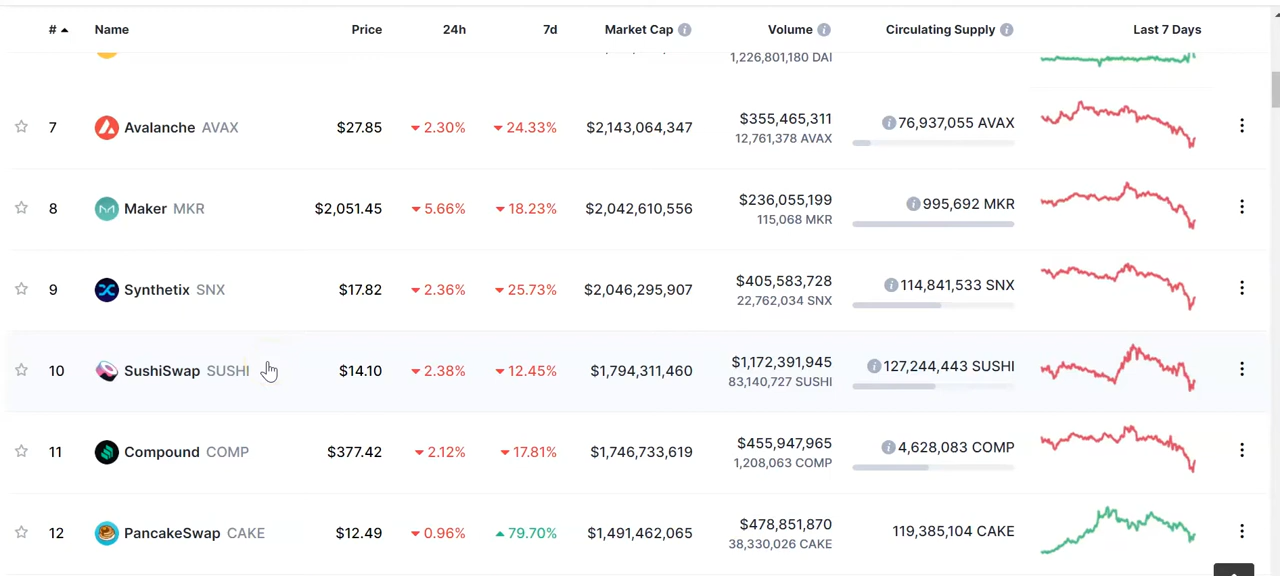 # Name Price 24h 7d Market Cap Volume Circulating Supply Last 7 Days
1,226,801,180 DAI
7 Avalanche AVAX $27.85 2.30% 24.33% $2,143,064,347 $355,465,311 76,937,055 AVAX
12,761,378 AVAX
8 Maker MKR $2,051.45 5.66% 18.23% $2,042,610,556 $236,055,199 995,692 MKR
115,068 MKR
9 Synthetix SNX $17.82 2.36% 25.73% $2,046,295,907 $405,583,728 114,841,533 SNX
22,762,034 SNX
10 SushiSwap SUSHI $14.10 2.38% 12.45% $1,794,311,460 $1,172,391,945 127,244,443 SUSHI
83,140,727 SUSHI
11 Compound COMP $377.42 2.12% 17.81% $1,746,733,619 $455,947,965 4,628,083 COMP
1,208,063 COMP
12 PancakeSwap CAKE $12.49 0.96% 79.70% $1,491,462,065 $478,851,870 119,385,104 CAKE
38,330,026 CAKE